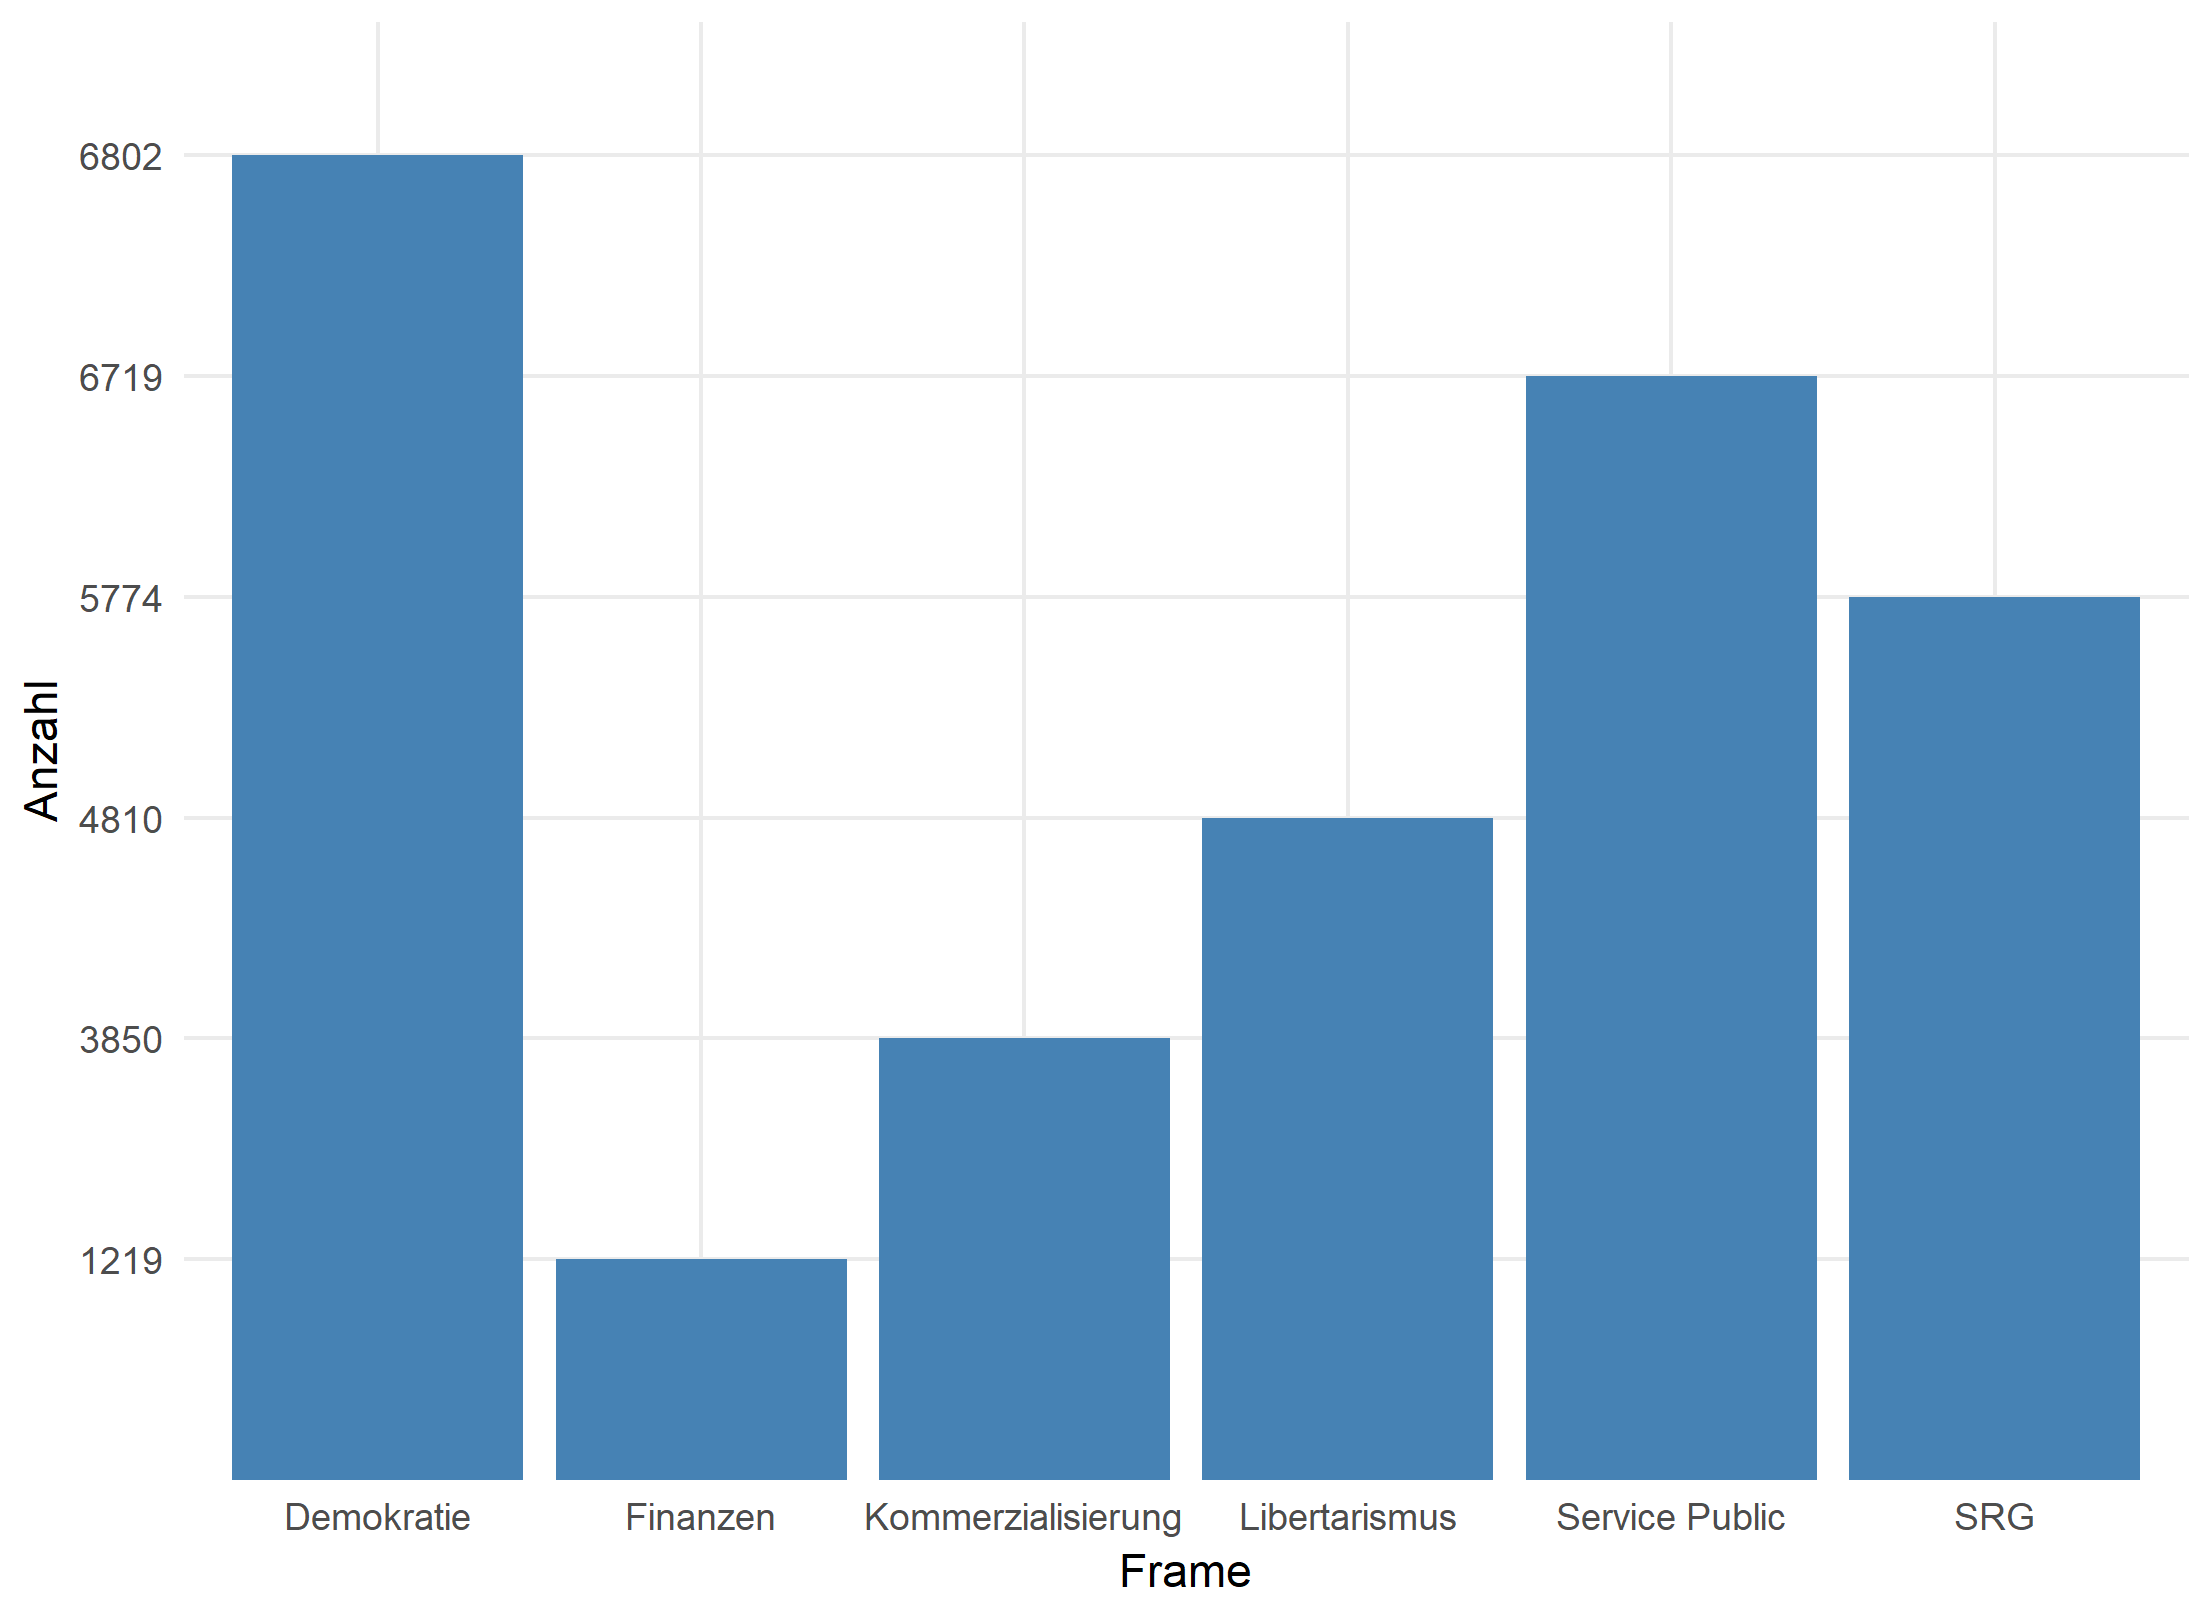 6802
6719
5774
4810
3850
1219
Anzahl
Demokratie Finanzen Kommerzialisierung Libertarismus Service Public SRG
Frame